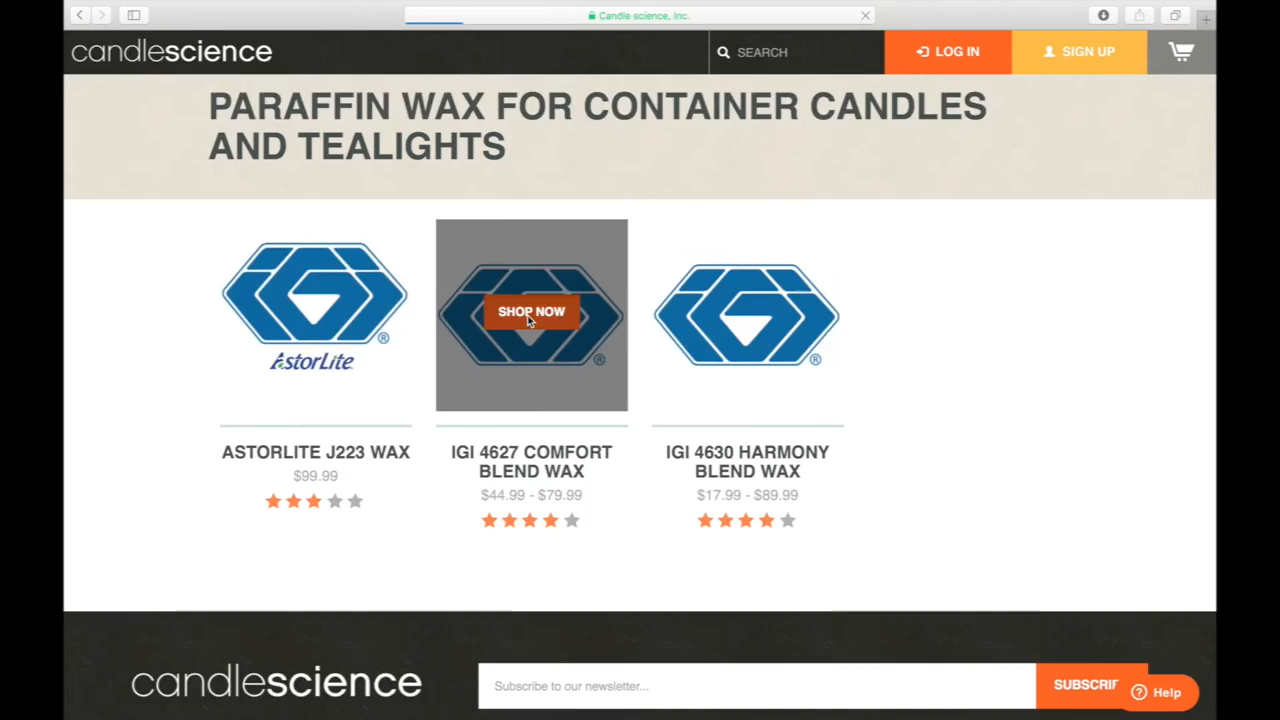 Candle science, Inc.
candlescience
SEARCH
LOG IN
SIGN UP
PARAFFIN WAX FOR CONTAINER CANDLES
AND TEALIGHTS
®
AstorLite
SHOP NOW
®
®
ASTORLITE J223 WAX
$99.99
IGI 4627 COMFORT
BLEND WAX
$44.99 - $79.99
IGI 4630 HARMONY
BLEND WAX
$17.99 - $89.99
candlescience
Subscribe to our newsletter...
SUBSCRIF
Help